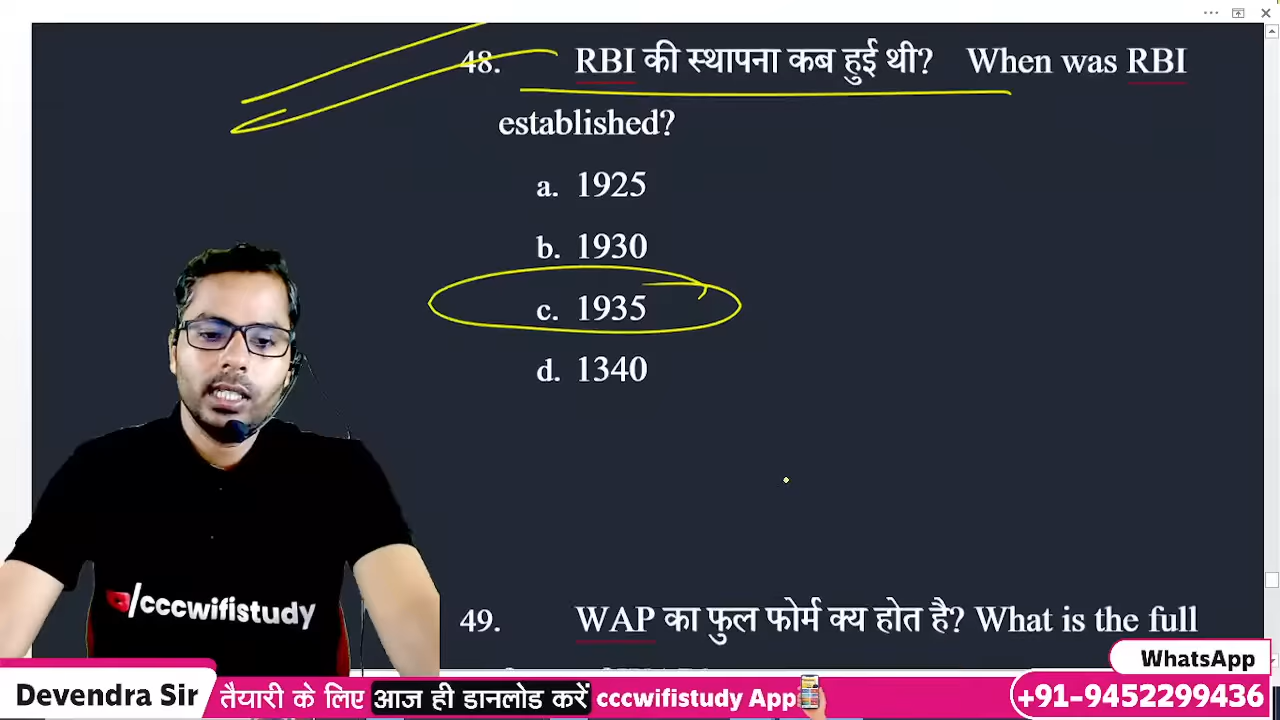 48. RBI की स्थापना कब हुई थी? When was RBI
established?
a. 1925
b. 1930
c. 1935
d. 1340
/cccwifistudy
49. WAP का फुल फोर्म क्य होत है? What is the full
WhatsApp
Devendra Sir तैयारी के लिए आज ही डानलोड करें cccwifistudy App +91-9452299436